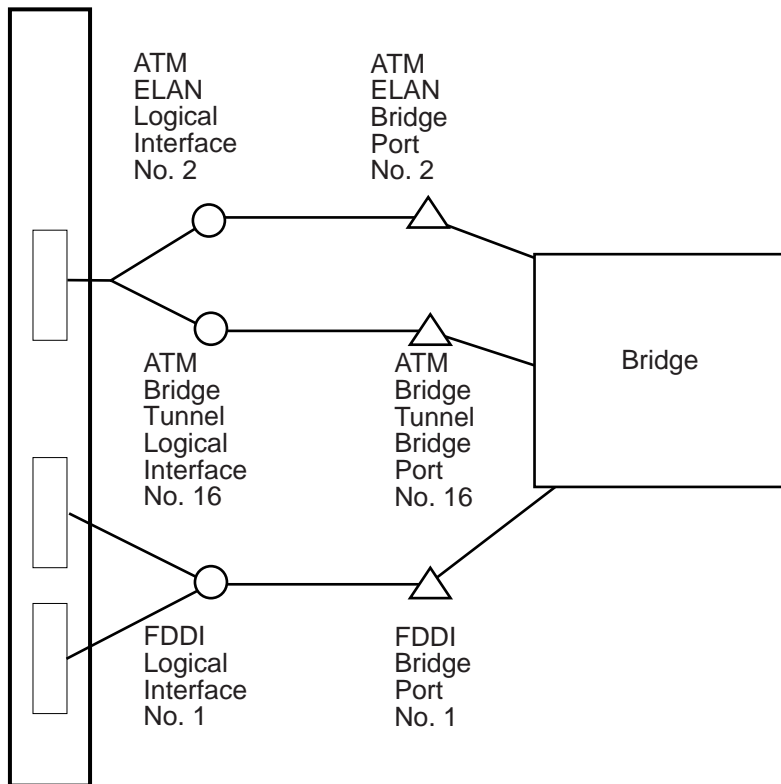 ATM
ELAN
Logical
Interface
No. 2
ATM
ELAN
Bridge
Port
No. 2
Bridge
ATM
Bridge
Tunnel
Logical
Interface
No. 16
ATM
Bridge
Tunnel
Bridge
Port
No. 16
FDDI
Logical
Interface
No. 1
FDDI
Bridge
Port
No. 1